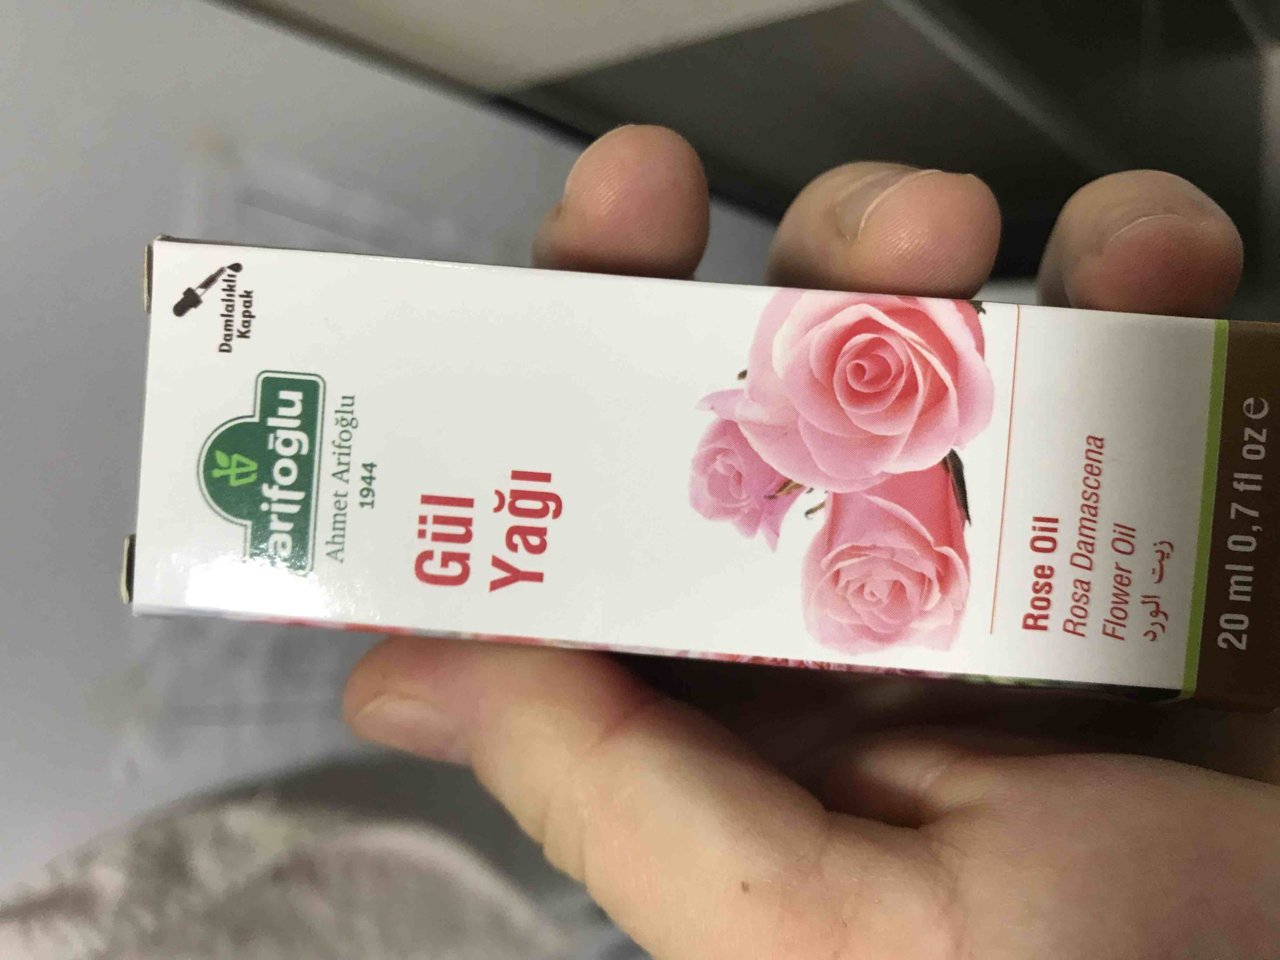 Damlalıklı
Kapak
arifoğlu
Ahmet Arifoğlu
1944
Gül
Yağı
Rose Oil
Rosa Damascena
Flower Oil
زيت الورد
20 ml 0,7 fl oz e